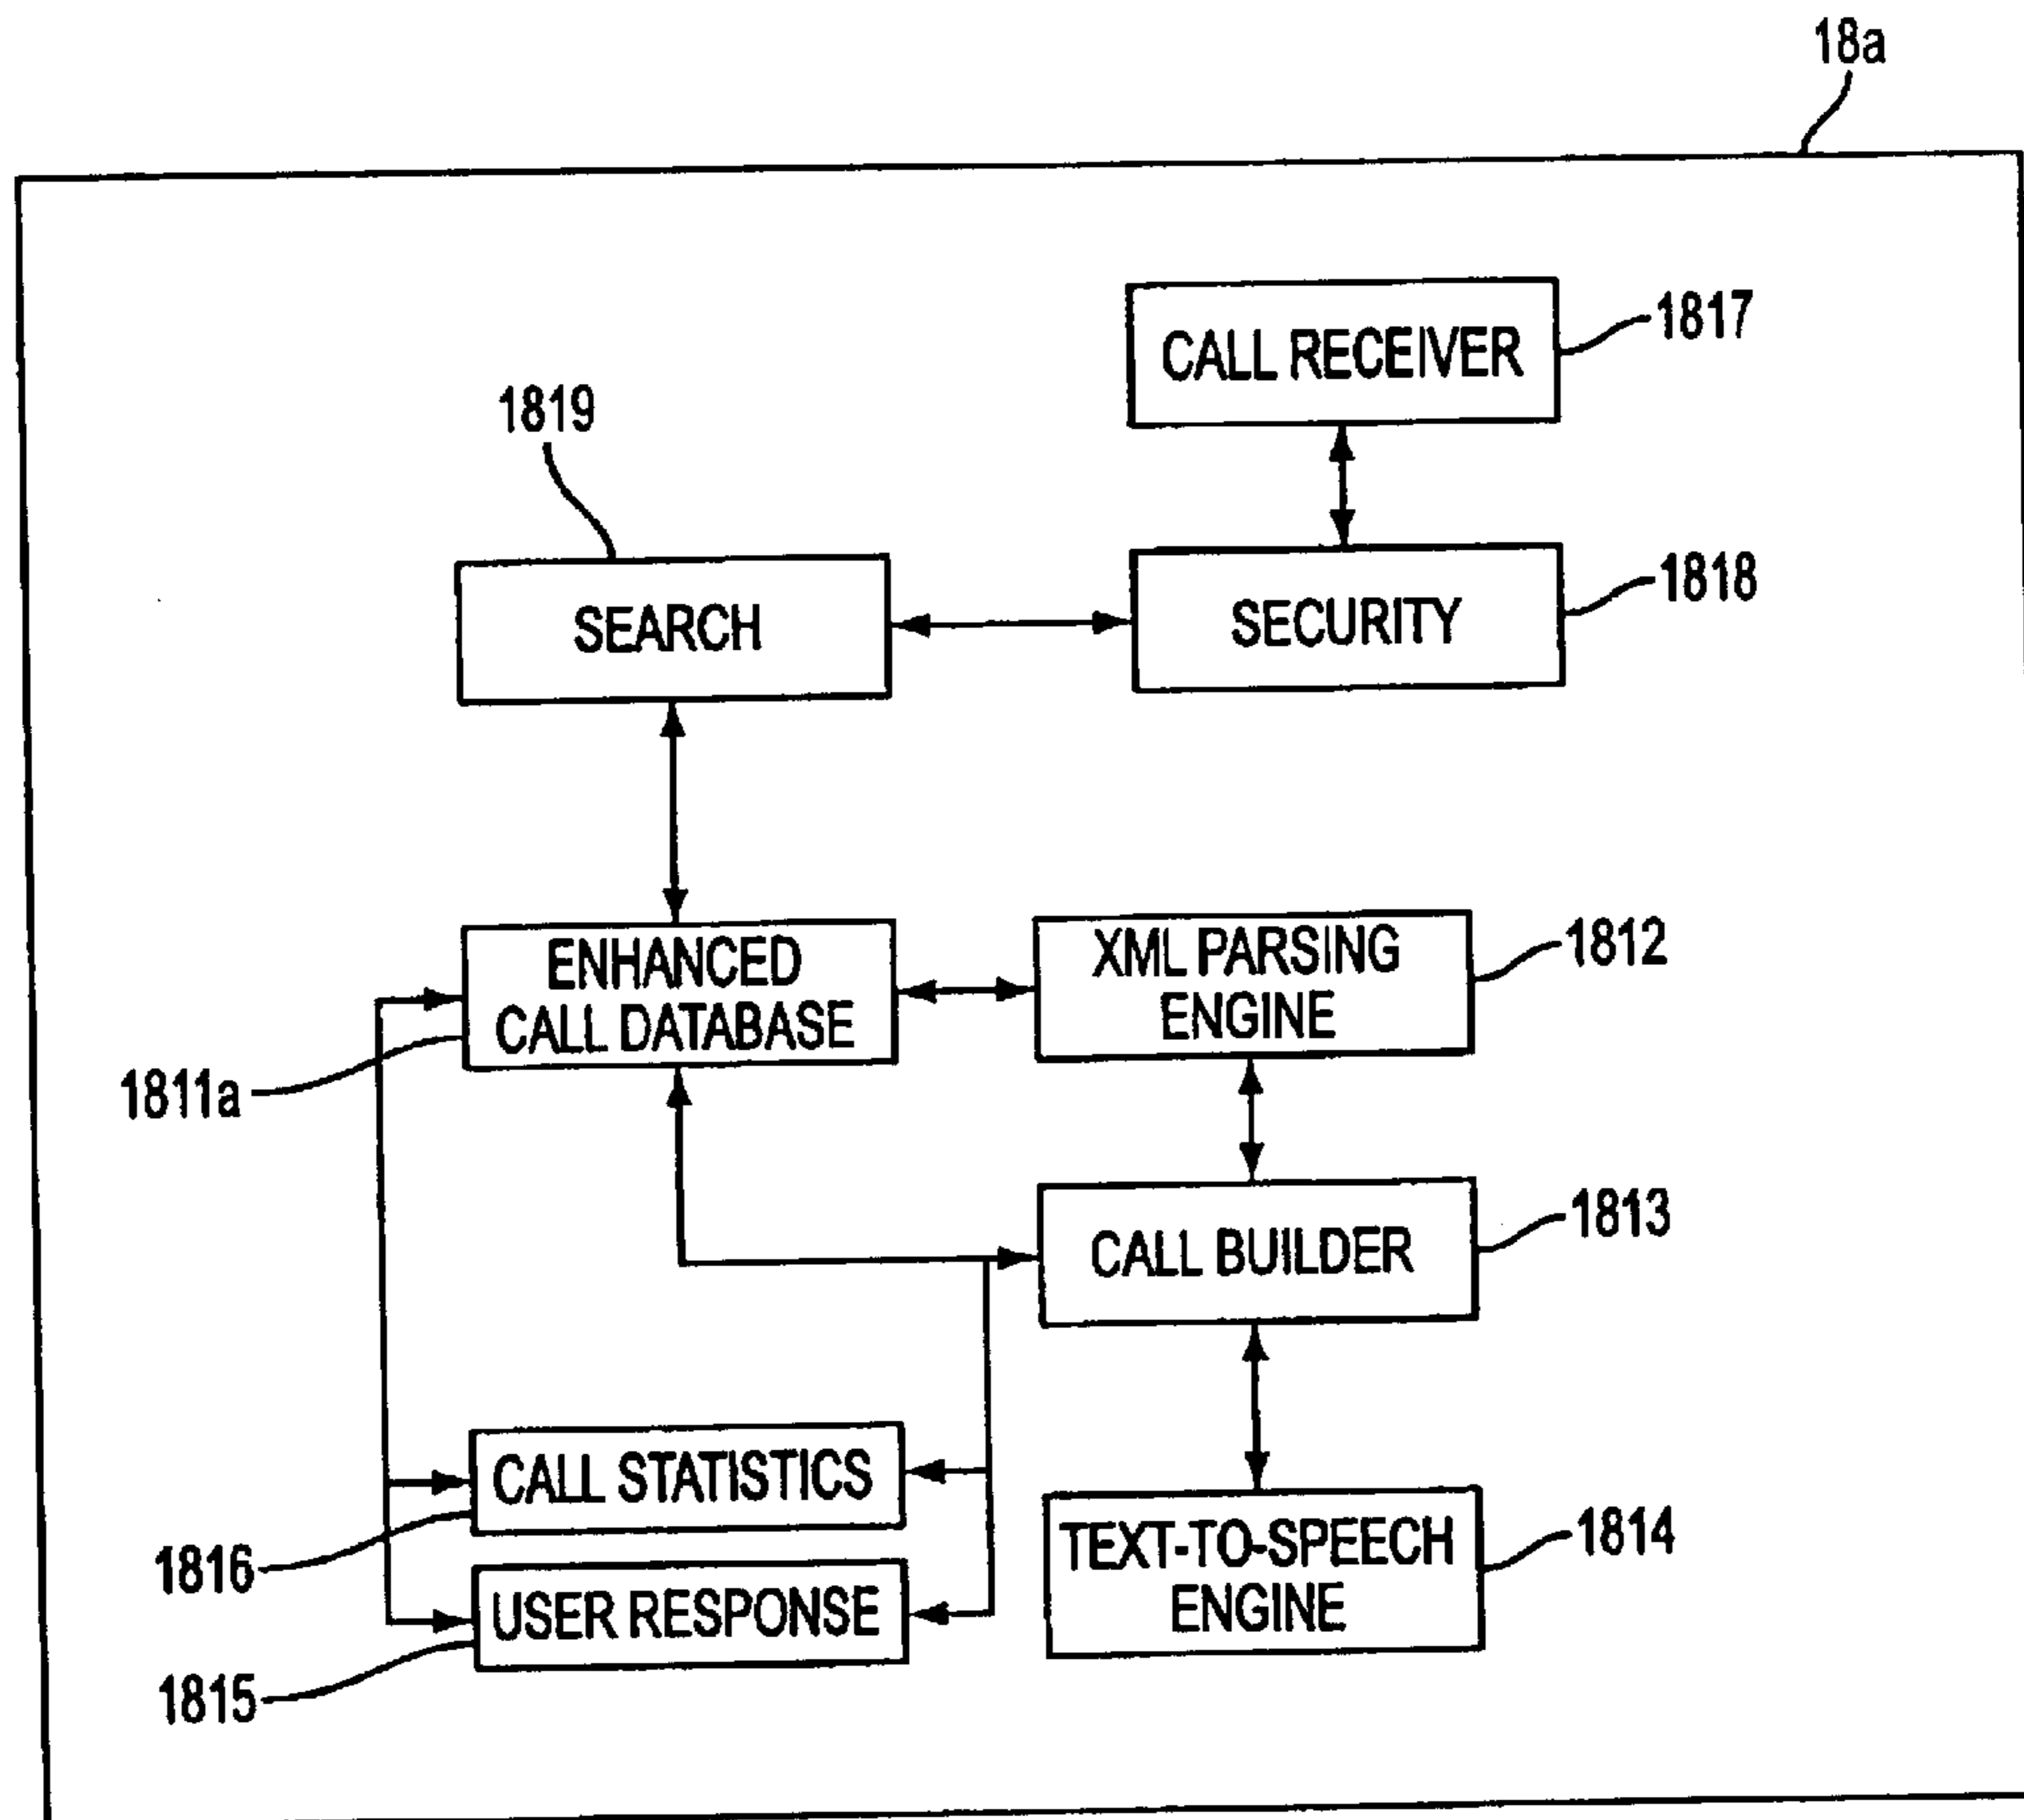 18a
CALL RECEIVER
1817
1819
SEARCH
SECURITY
1818
ENHANCED
CALL DATABASE
1811a
XML PARSING
ENGINE
1812
CALL BUILDER
1813
CALL STATISTICS
1816
TEXT-TO-SPEECH
ENGINE
1814
USER RESPONSE
1815